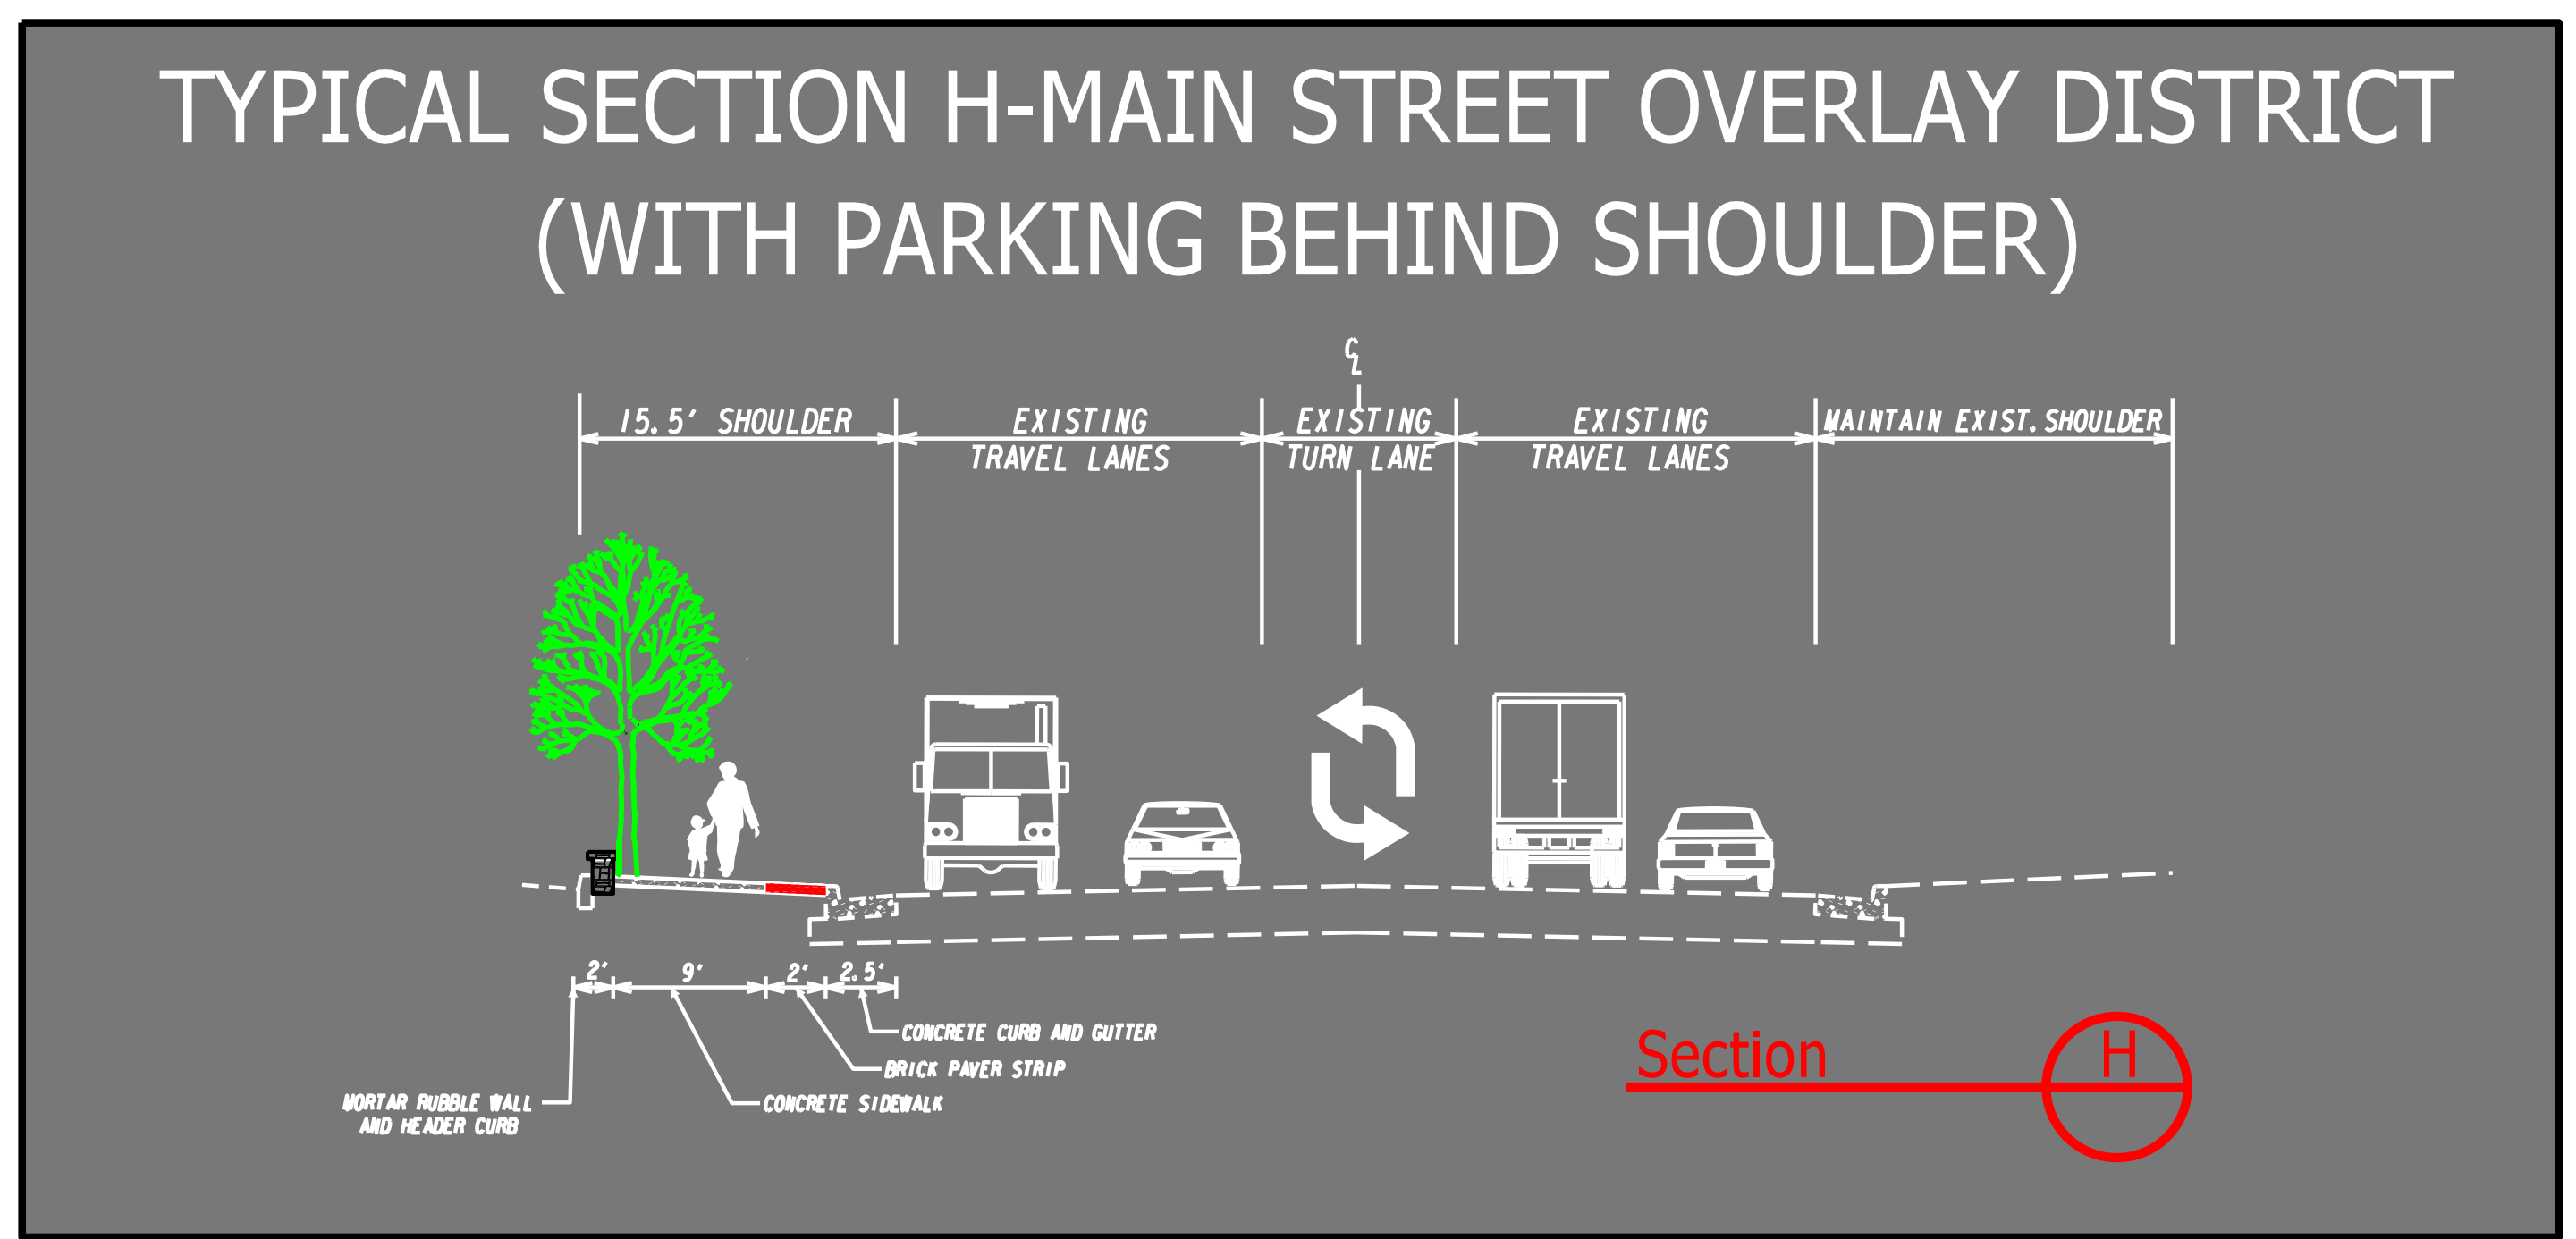 TYPICAL SECTION H-MAIN STREET OVERLAY DISTRICT
(WITH PARKING BEHIND SHOULDER)
℄
15.5' SHOULDER
EXISTING
TRAVEL LANES
EXISTING
TURN LANE
EXISTING
TRAVEL LANES
MAINTAIN EXIST. SHOULDER
2'
9'
2'
2.5'
CONCRETE CURB AND GUTTER
BRICK PAVER STRIP
CONCRETE SIDEWALK
MORTAR RUBBLE WALL
AND HEADER CURB
Section
H